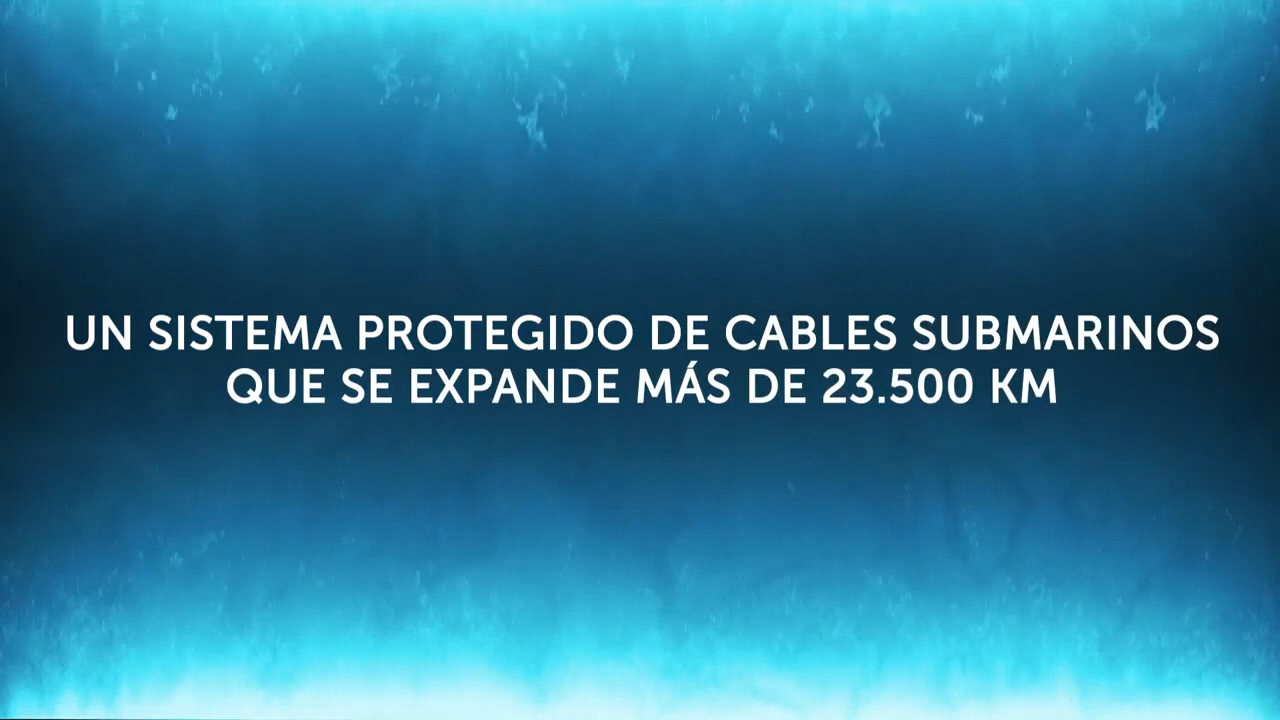 UN SISTEMA PROTEGIDO DE CABLES SUBMARINOS
QUE SE EXPANDE MÁS DE 23.500 KM